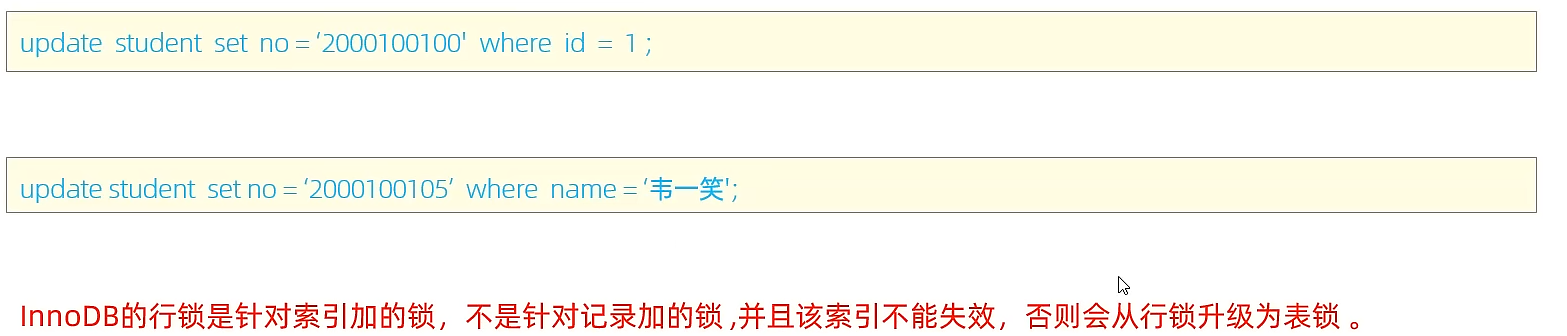 update student set no = ‘2000100100' where id = 1 ;
update student set no = ‘2000100105’ where name = ‘韦一笑';
InnoDB的行锁是针对索引加的锁，不是针对记录加的锁 ,并且该索引不能失效，否则会从行锁升级为表锁 。